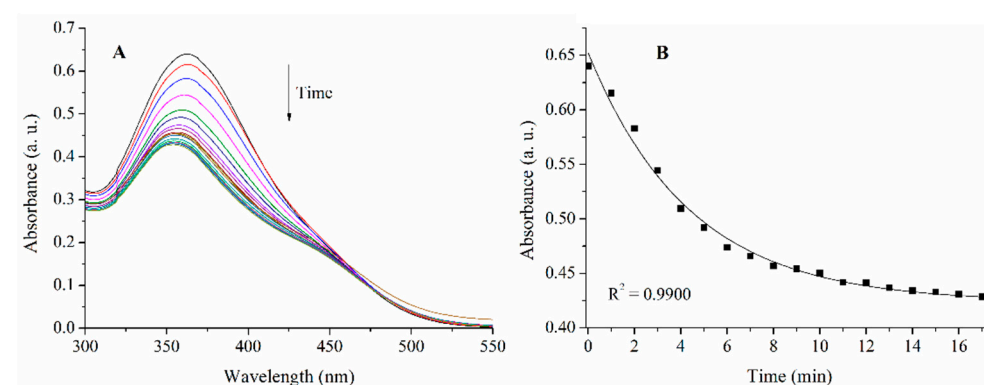 A
Time
0.7
0.6
0.5
0.4
0.3
0.2
0.1
0.0
300 350 400 450 500 550
Absorbance (a. u.)
Wavelength (nm)
B
0.65
0.60
0.55
0.50
0.45
0.40
R² = 0.9900
0 2 4 6 8 10 12 14 16
Absorbance (a. u.)
Time (min)